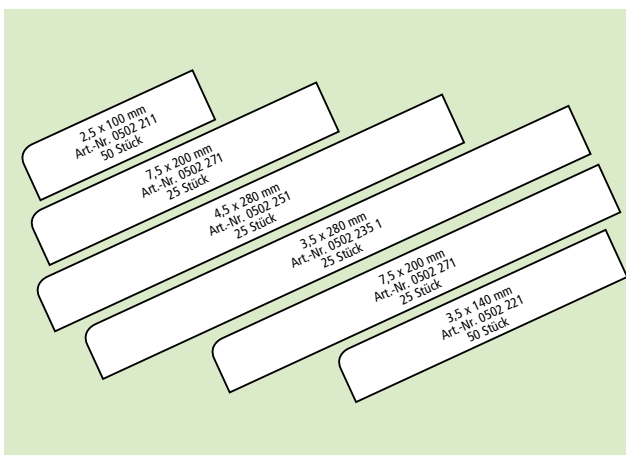 2,5 x 100 mm
Art.-Nr. 0502 211
50 Stück
7,5 x 200 mm
Art.-Nr. 0502 271
25 Stück
4,5 x 280 mm
Art.-Nr. 0502 251
25 Stück
3,5 x 280 mm
Art.-Nr. 0502 235 1
25 Stück
7,5 x 200 mm
Art.-Nr. 0502 271
25 Stück
3,5 x 140 mm
Art.-Nr. 0502 221
50 Stück